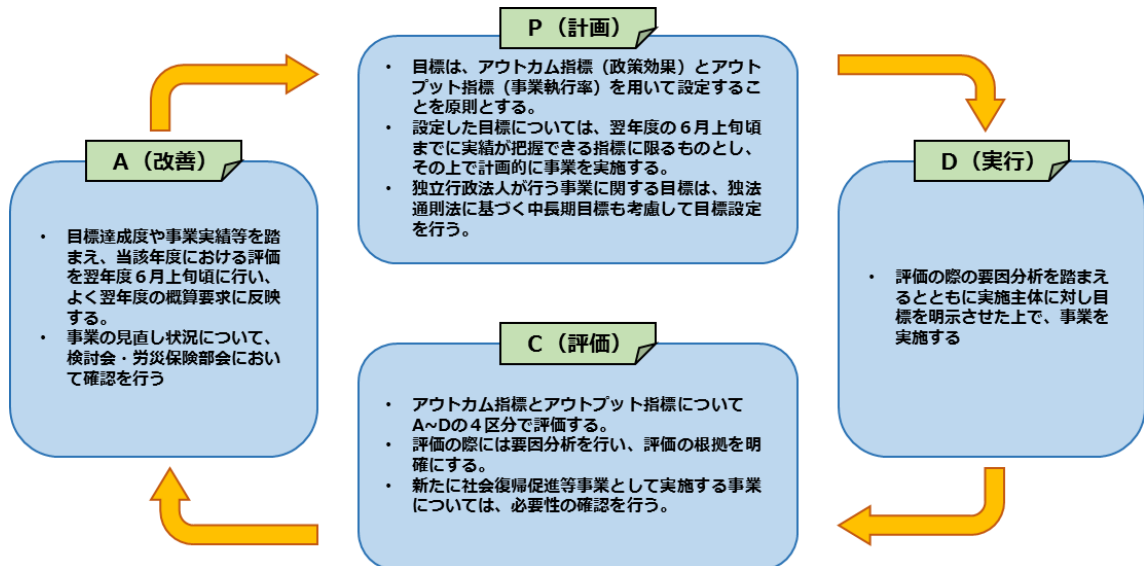 P（計画）
・ 目標は、アウトカム指標（政策効果）とアウト
プット指標（事業執行率）を用いて設定するこ
とを原則とする。
・ 設定した目標については、翌年度の６月上旬頃
までに実績が把握できる指標に限るものとし、
その上で計画的に事業を実施する。
・ 独立行政法人が行う事業に関する目標は、独法
通則法に基づく中長期目標も考慮して目標設定
を行う。
D（実行）
・ 評価の際の要因分析を踏まえ
るとともに実施主体に対し目
標を明示させた上で、事業を
実施する
C（評価）
・ アウトカム指標とアウトプット指標について
A~Dの４区分で評価する。
・ 評価の際には要因分析を行い、評価の根拠を明
確にする。
・ 新たに社会復帰促進等事業として実施する事業
については、必要性の確認を行う。
A（改善）
・ 目標達成度や事業実績等を踏
まえ、当該年度における評価
を翌年度６月上旬頃に行い、
よく翌年度の概算要求に反映
する。
・ 事業の見直し状況について、
検討会・労災保険部会におい
て確認を行う